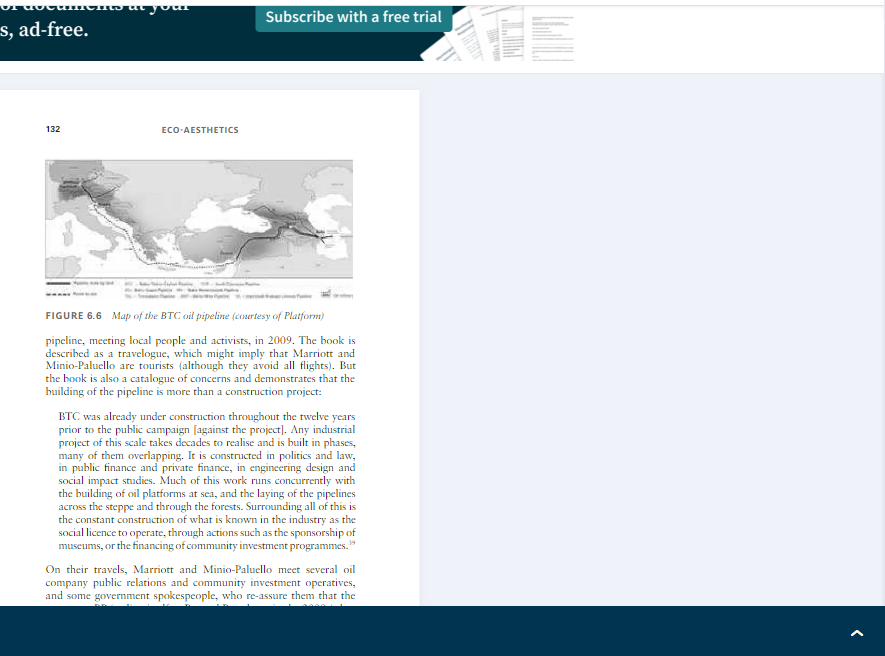 of documents at your
s, ad-free.
Subscribe with a free trial
132 ECO-AESTHETICS
FIGURE 6.6 Map of the BTC oil pipeline (courtesy of Platform)
pipeline, meeting local people and activists, in 2009. The book is
described as a travelogue, which might imply that Marriott and
Minio-Paluello are tourists (although they avoid all flights). But
the book is also a catalogue of concerns and demonstrates that the
building of the pipeline is more than a construction project:
BTC was already under construction throughout the twelve years
prior to the public campaign [against the project]. Any industrial
project of this scale takes decades to realise and is built in phases,
many of them overlapping. It is constructed in politics and law,
in public finance and private finance, in engineering design and
social impact studies. Much of this work runs concurrently with
the building of oil platforms at sea, and the laying of the pipelines
across the steppe and through the forests. Surrounding all of this is
the constant construction of what is known in the industry as the
social licence to operate, through actions such as the sponsorship of
museums, or the financing of community investment programmes.39
On their travels, Marriott and Minio-Paluello meet several oil
company public relations and community investment operatives,
and some government spokespeople, who re-assure them that the